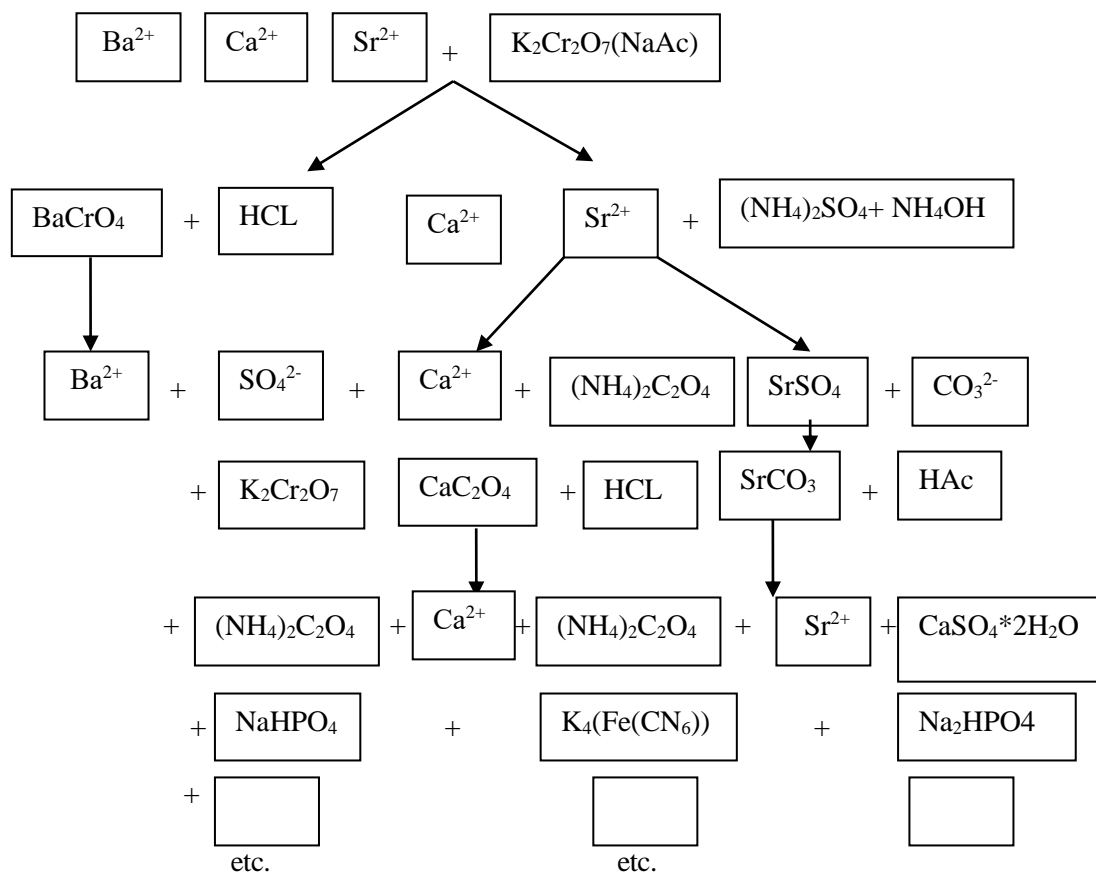 Ba²⁺ Ca²⁺ Sr²⁺ + K₂Cr₂O₇(NaAc)
BaCrO₄ + HCL Ca²⁺ Sr²⁺ + (NH₄)₂SO₄+ NH₄OH
Ba²⁺ + SO₄²⁻ + Ca²⁺ + (NH₄)₂C₂O₄ SrSO₄ + CO₃²⁻
+ K₂Cr₂O₇ CaC₂O₄ + HCL SrCO₃ + HAc
+ (NH₄)₂C₂O₄ + Ca²⁺ + (NH₄)₂C₂O₄ + Sr²⁺ + CaSO₄*2H₂O
+ NaHPO₄ + K₄(Fe(CN₆)) + Na₂HPO4
+
etc. etc.